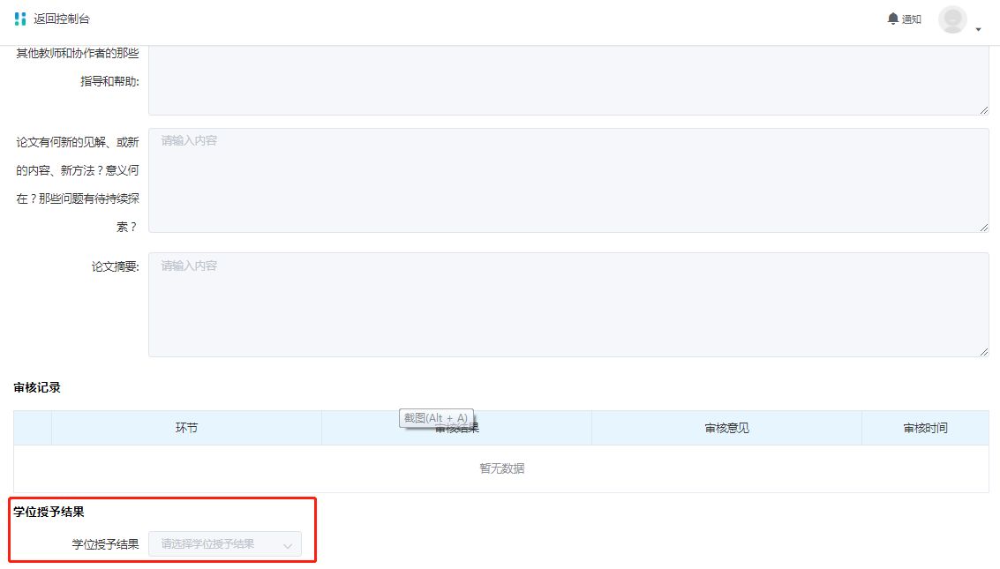 返回控制台
通知
其他教师和协作者的那些
指导和帮助:
论文有何新的见解、或新
的内容、新方法？意义何
在？那些问题有待持续探
索？
请输入内容
论文摘要:
请输入内容
审核记录
截图(Alt + A)
环节
审核结果
审核意见
审核时间
暂无数据
学位授予结果
学位授予结果
请选择学位授予结果